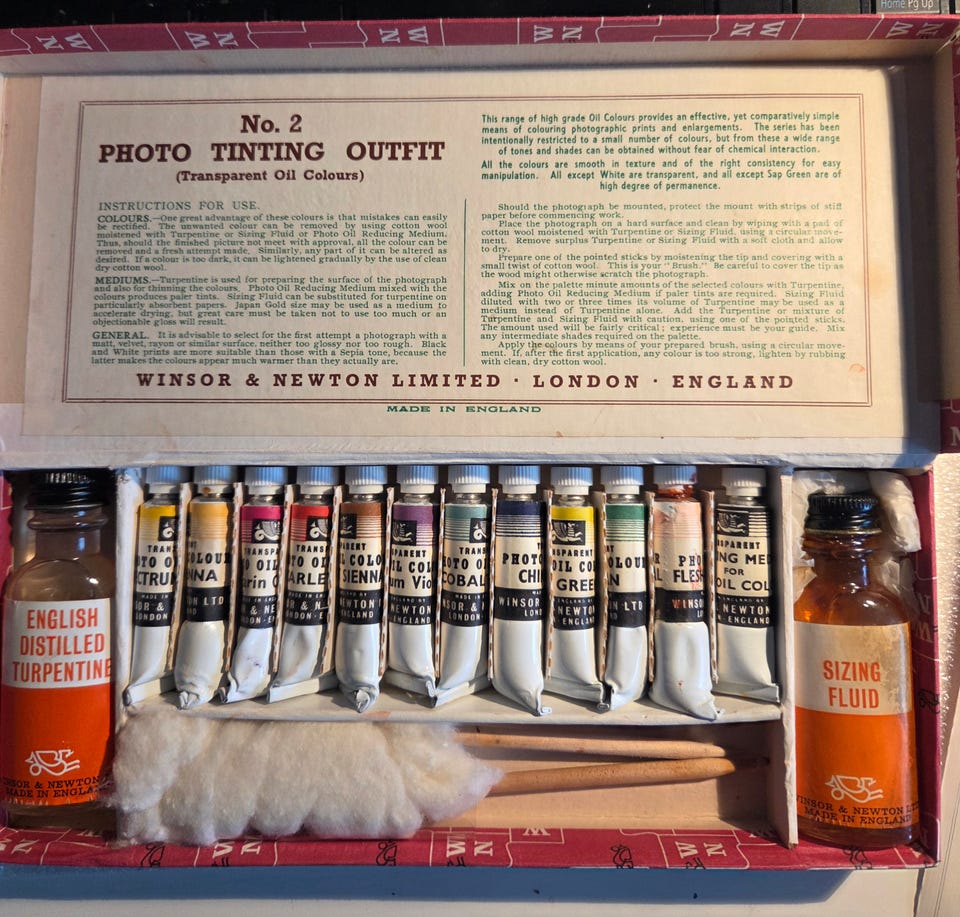 Home Pg Up
No. 2
PHOTO TINTING OUTFIT
(Transparent Oil Colours)
INSTRUCTIONS FOR USE.
COLOURS.—One great advantage of these colours is that mistakes can easily
be rectified. The unwanted colour can be removed by using cotton wool
moistened with Turpentine or Sizing Fluid or Photo Oil Reducing Medium.
Thus, should the finished picture not meet with approval, all the colour can be
removed and a fresh attempt made. Similarly, any part of it can be altered as
desired. If a colour is too dark, it can be lightened gradually by the use of clean
dry cotton wool.
MEDIUMS.—Turpentine is used for preparing the surface of the photograph
and also for thinning the colours. Photo Oil Reducing Medium mixed with the
colours produces paler tints. Sizing Fluid can be substituted for turpentine on
particularly absorbent papers. Japan Gold size may be used as a medium to
accelerate drying, but great care must be taken not to use too much or an
objectionable gloss will result.
GENERAL. It is advisable to select for the first attempt a photograph with a
matt, velvet, rayon or similar surface, neither too glossy nor too rough. Black
and White prints are more suitable than those with a Sepia tone, because the
latter makes the colours appear much warmer than they actually are.
This range of high grade Oil Colours provides an effective, yet comparatively simple
means of colouring photographic prints and enlargements. The series has been
intentionally restricted to a small number of colours, but from these a wide range
of tones and shades can be obtained without fear of chemical interaction.
All the colours are smooth in texture and of the right consistency for easy
manipulation. All except White are transparent, and all except Sap Green are of
high degree of permanence.
Should the photograph be mounted, protect the mount with strips of stiff
paper before commencing work.
Place the photograph on a hard surface and clean by wiping with a pad of
cotton wool moistened with Turpentine or Sizing Fluid, using a circular move-
ment. Remove surplus Turpentine or Sizing Fluid with a soft cloth and allow
to dry.
Prepare one of the pointed sticks by moistening the tip and covering with a
small twist of cotton wool. This is your "Brush." Be careful to cover the tip as
the wood might otherwise scratch the photograph.
Mix on the palette minute amounts of the selected colours with Turpentine,
adding Photo Oil Reducing Medium if paler tints are required. Sizing Fluid
diluted with two or three times its volume of Turpentine may be used as a
medium instead of Turpentine alone. Add the Turpentine or mixture of
Turpentine and Sizing Fluid with caution, using one of the pointed sticks.
The amount used will be fairly critical; experience must be your guide. Mix
any intermediate shades required on the palette.
Apply the colours by means of your prepared brush, using a circular move-
ment. If, after the first application, any colour is too strong, lighten by rubbing
with clean, dry cotton wool.
WINSOR & NEWTON LIMITED · LONDON · ENGLAND
MADE IN ENGLAND
ENGLISH
DISTILLED
TURPENTINE
WINSOR & NEWTON
MADE IN ENGLAND
SIZING
FLUID
WINSOR & NEWTON LTD
MADE IN ENGLAND